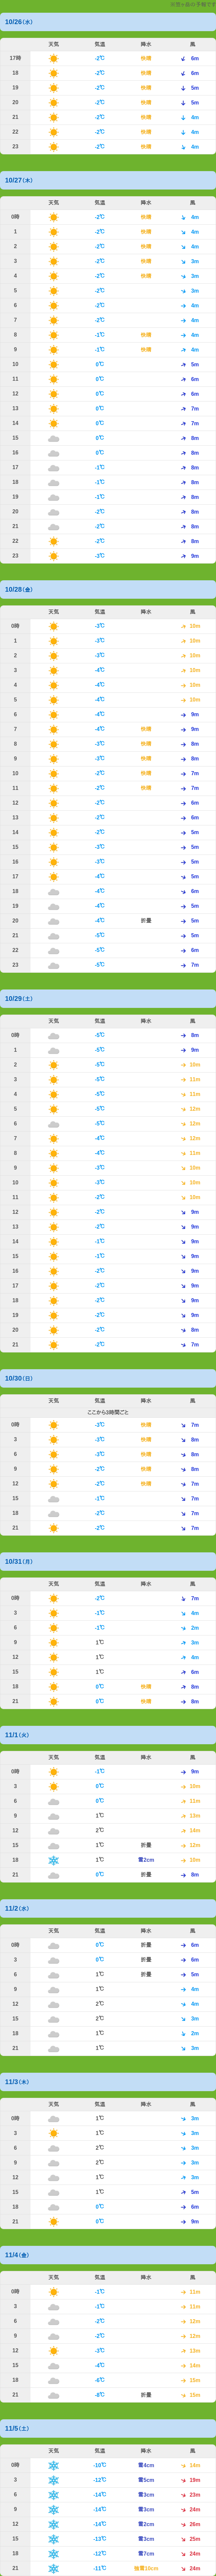 の予報です
10/26(水)
天気 気温 降水 風
17時 -2℃ 快晴 6m
18 -2℃ 快晴 6m
19 -2℃ 快晴 5m
20 -2℃ 快晴 5m
21 -2℃ 快晴 4m
22 -2℃ 快晴 4m
23 -2℃ 快晴 4m
10/27(木)
天気 気温 降水 風
0時 -2℃ 快晴 4m
1 -2℃ 快晴 4m
2 -2℃ 快晴 4m
3 -2℃ 快晴 3m
4 -2℃ 快晴 3m
5 -2℃ 3m
6 -2℃ 4m
7 -2℃ 4m
8 -1℃ 快晴 4m
9 -1℃ 快晴 4m
10 0℃ 5m
11 0℃ 6m
12 0℃ 6m
13 0℃ 7m
14 0℃ 7m
15 0℃ 8m
16 0℃ 8m
17 -1℃ 8m
18 -1℃ 8m
19 -1℃ 8m
20 -2℃ 8m
21 -2℃ 8m
22 -2℃ 8m
23 -3℃ 9m
10/28(金)
天気 気温 降水 風
0時 -3℃ 10m
1 -3℃ 10m
2 -3℃ 10m
3 -4℃ 10m
4 -4℃ 10m
5 -4℃ 10m
6 -4℃ 9m
7 -4℃ 快晴 9m
8 -3℃ 快晴 8m
9 -3℃ 快晴 8m
10 -2℃ 快晴 7m
11 -2℃ 快晴 7m
12 -2℃ 6m
13 -2℃ 6m
14 -2℃ 5m
15 -3℃ 5m
16 -3℃ 5m
17 -4℃ 5m
18 -4℃ 6m
19 -4℃ 5m
20 -4℃ 5m
21 -5℃ 5m
22 -5℃ 6m
23 -5℃ 7m
10/29(土)
天気 気温 降水 風
0時 -5℃ 8m
1 -5℃ 9m
2 -5℃ 10m
3 -5℃ 11m
4 -5℃ 11m
5 -5℃ 12m
6 -5℃ 12m
7 -4℃ 12m
8 -4℃ 11m
9 -3℃ 10m
10 -3℃ 10m
11 -2℃ 10m
12 -2℃ 9m
13 -2℃ 9m
14 -1℃ 9m
15 -1℃ 9m
16 -2℃ 9m
17 -2℃ 9m
18 -2℃ 9m
19 -2℃ 9m
20 -2℃ 8m
21 -2℃ 7m
10/30(日)
天気 気温 降水 風
ここから3時間ごと
0時 -3℃ 快晴 7m
3 -3℃ 快晴 8m
6 -3℃ 快晴 8m
9 -2℃ 快晴 8m
12 -2℃ 快晴 7m
15 -1℃ 7m
18 -2℃ 7m
21 -2℃ 7m
10/31(月)
天気 気温 降水 風
0時 -2℃ 7m
3 -1℃ 4m
6 -1℃ 2m
9 1℃ 3m
12 1℃ 4m
15 1℃ 6m
18 0℃ 快晴 8m
21 0℃ 快晴 8m
11/1(火)
天気 気温 降水 風
0時 -1℃ 9m
3 0℃ 10m
6 0℃ 11m
9 1℃ 13m
12 2℃ 14m
15 1℃ 12m
18 1℃ 雪2cm 10m
21 0℃ 8m
11/2(水)
天気 気温 降水 風
0時 0℃ 6m
3 0℃ 6m
6 1℃ 5m
9 1℃ 4m
12 2℃ 4m
15 2℃ 3m
18 1℃ 2m
21 1℃ 3m
11/3(木)
天気 気温 降水 風
0時 1℃ 3m
3 1℃ 3m
6 2℃ 3m
9 2℃ 3m
12 1℃ 3m
15 1℃ 5m
18 0℃ 6m
21 0℃ 9m
11/4(金)
天気 気温 降水 風
0時 -1℃ 11m
3 -1℃ 11m
6 -2℃ 12m
9 -2℃ 12m
12 -3℃ 13m
15 -4℃ 14m
18 -6℃ 15m
21 -8℃ 15m
11/5(土)
天気 気温 降水 風
0時 -10℃ 雪4cm 14m
3 -12℃ 雪5cm 19m
6 -14℃ 雪3cm 23m
9 -14℃ 雪3cm 24m
12 -14℃ 雪2cm 26m
15 -13℃ 雪3cm 25m
18 -12℃ 雪7cm 24m
21 -11℃ 強雪10cm 24m